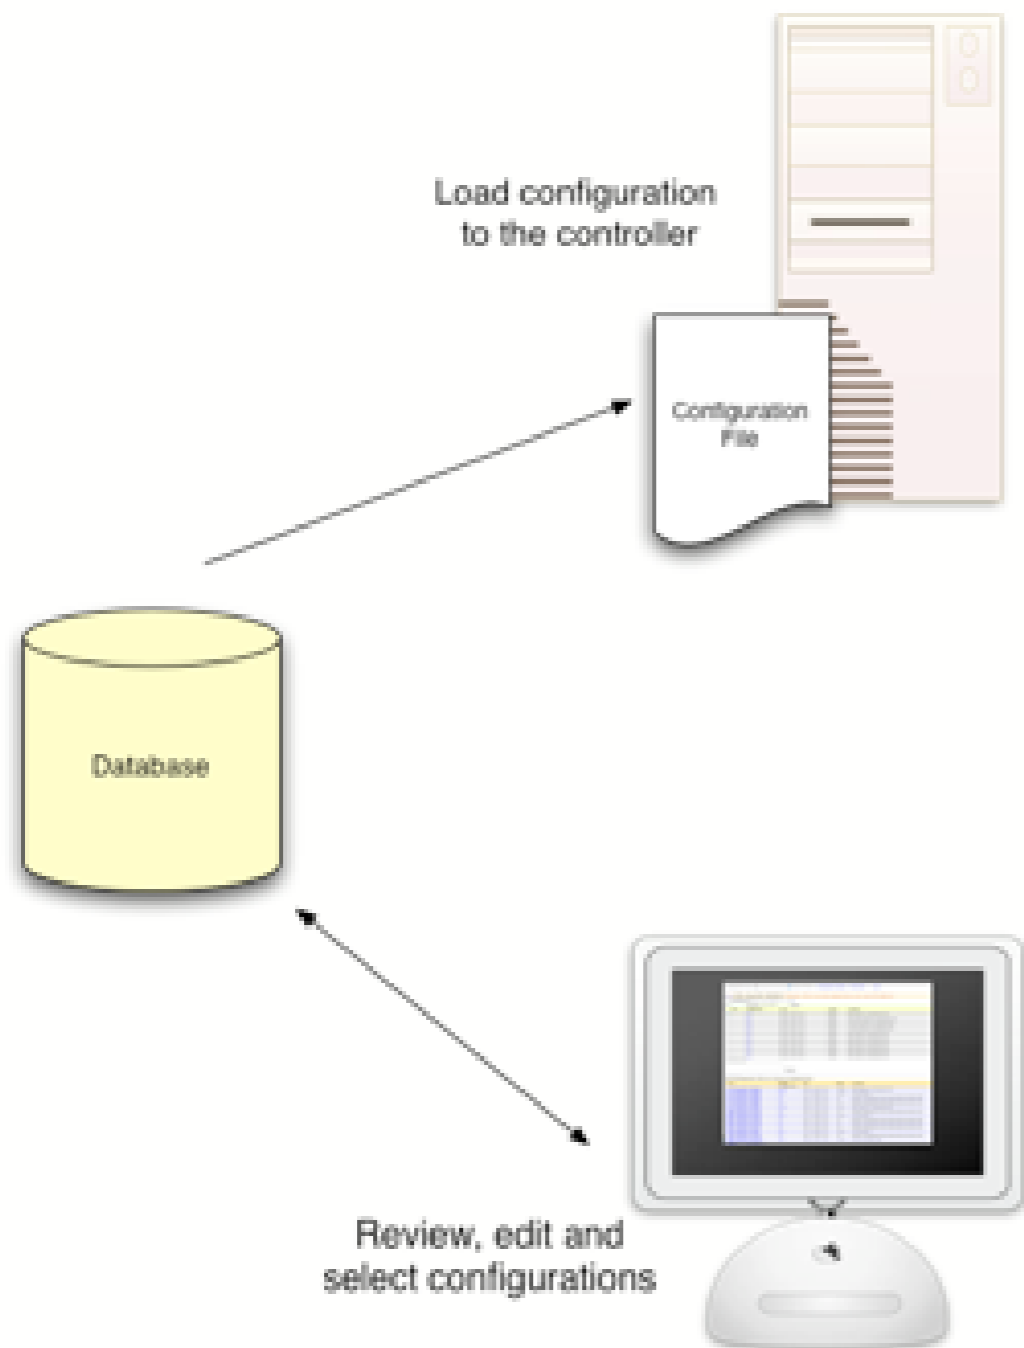 Load configuration
to the controller
Configuration
File
Database
Review, edit and
select configurations